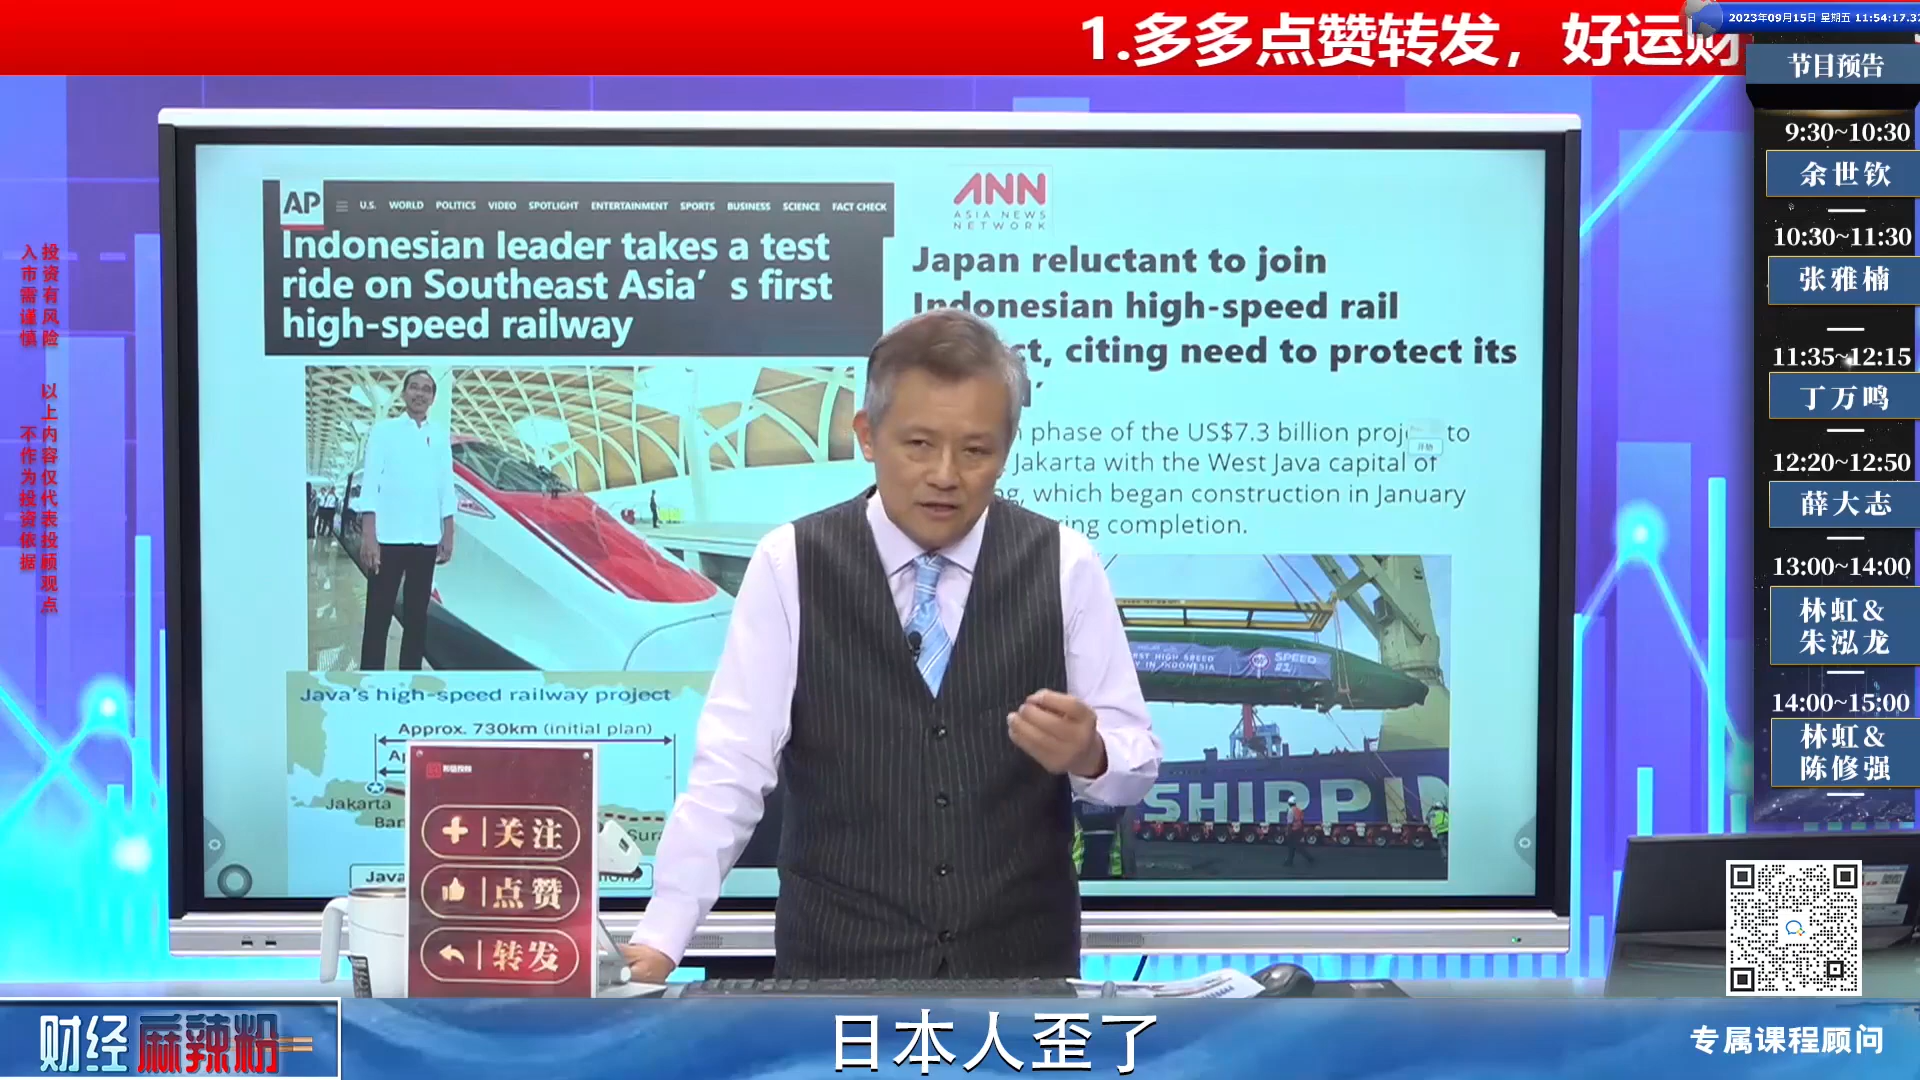 1.多多点赞转发，好运财
2023年09月15日 星期五 11:54:17.32
节目预告
9:30~10:30
余世钦
10:30~11:30
张雅楠
11:35~12:15
丁万鸣
12:20~12:50
薛大志
13:00~14:00
林虹&
朱泓龙
14:00~15:00
林虹&
陈修强
投资有风险
入市需谨慎
以上内容仅代表投顾观点
不作为投资依据
AP
U.S. WORLD POLITICS VIDEO SPOTLIGHT ENTERTAINMENT SPORTS BUSINESS SCIENCE FACT CHECK
Indonesian leader takes a test
ride on Southeast Asia’s first
high-speed railway
ANN
ASIA NEWS
NETWORK
Japan reluctant to join
Indonesian high-speed rail
citing need to protect its
phase of the US$7.3 billion to
Jakarta with the West Java capital of
which began construction in January
completion.
Java's high-speed railway project
Approx. 730km (initial plan)
Jakarta
Java
HIGH SPEED
IN INDONESIA
SPEED
SHIPPIN
关注
点赞
转发
财经麻辣粉
日本人歪了
专属课程顾问